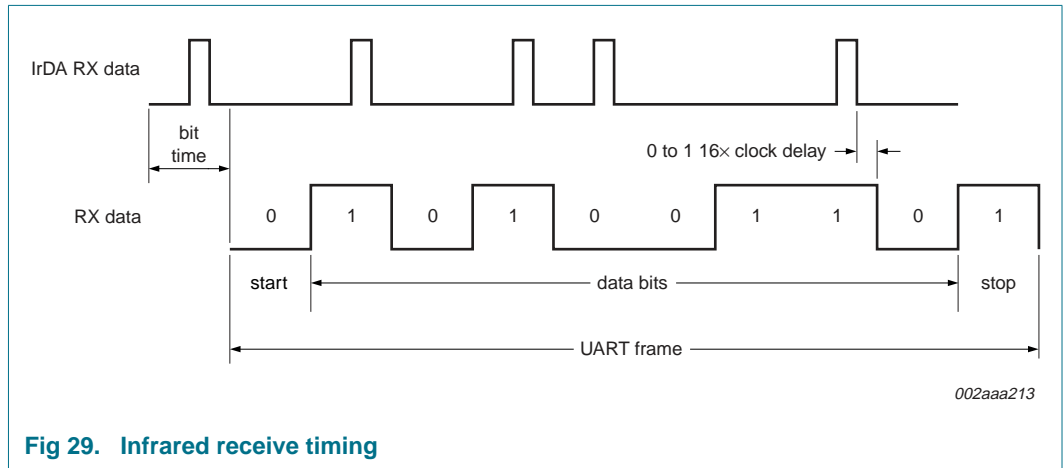 IrDA RX data
bit
time
0 to 1 16× clock delay
RX data
0 1 0 1 0 0 1 1 0 1
start
data bits
stop
UART frame
002aaa213
Fig 29. Infrared receive timing